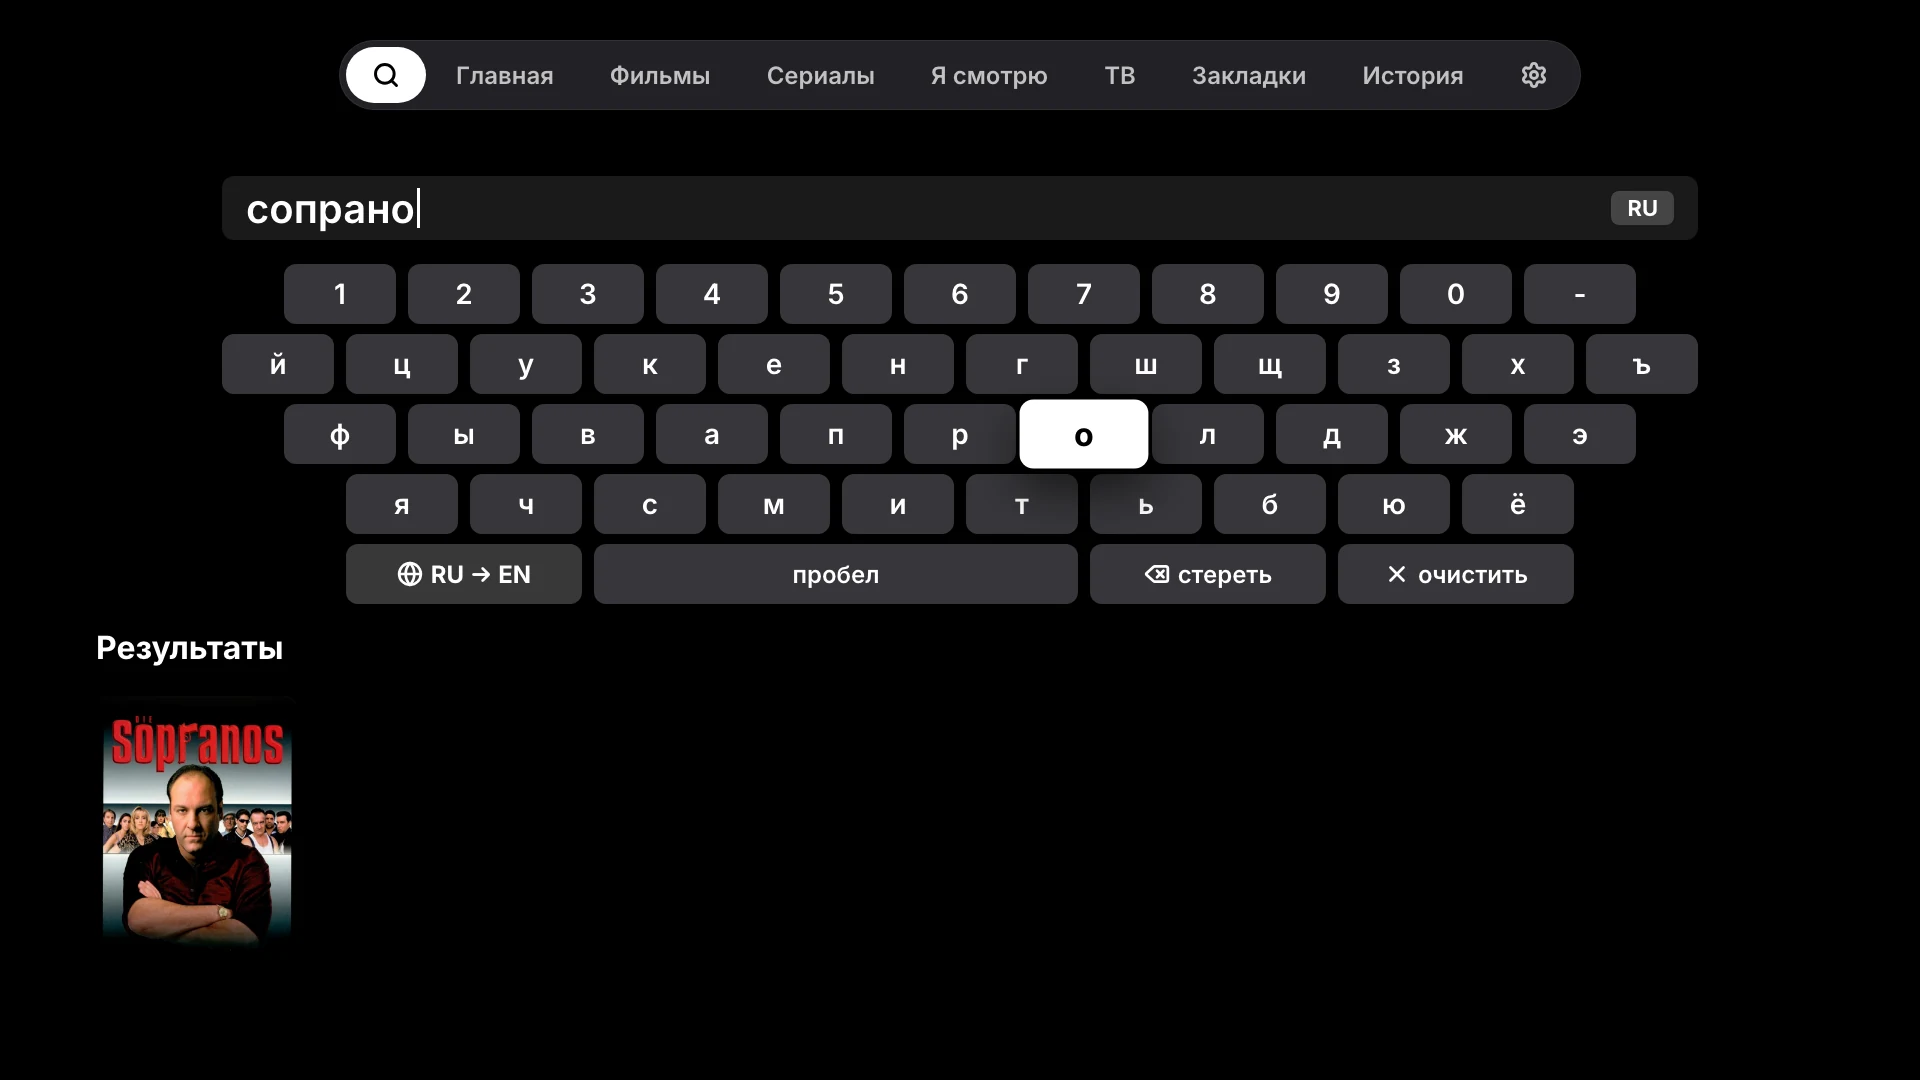 Главная Фильмы Сериалы Я смотрю ТВ Закладки История
сопрано RU
1 2 3 4 5 6 7 8 9 0 -
й ц у к е н г ш щ з х ъ
ф ы в а п р о л д ж э
я ч с м и т ь б ю ё
RU → EN пробел стереть очистить
Результаты
DIE
Sopranos